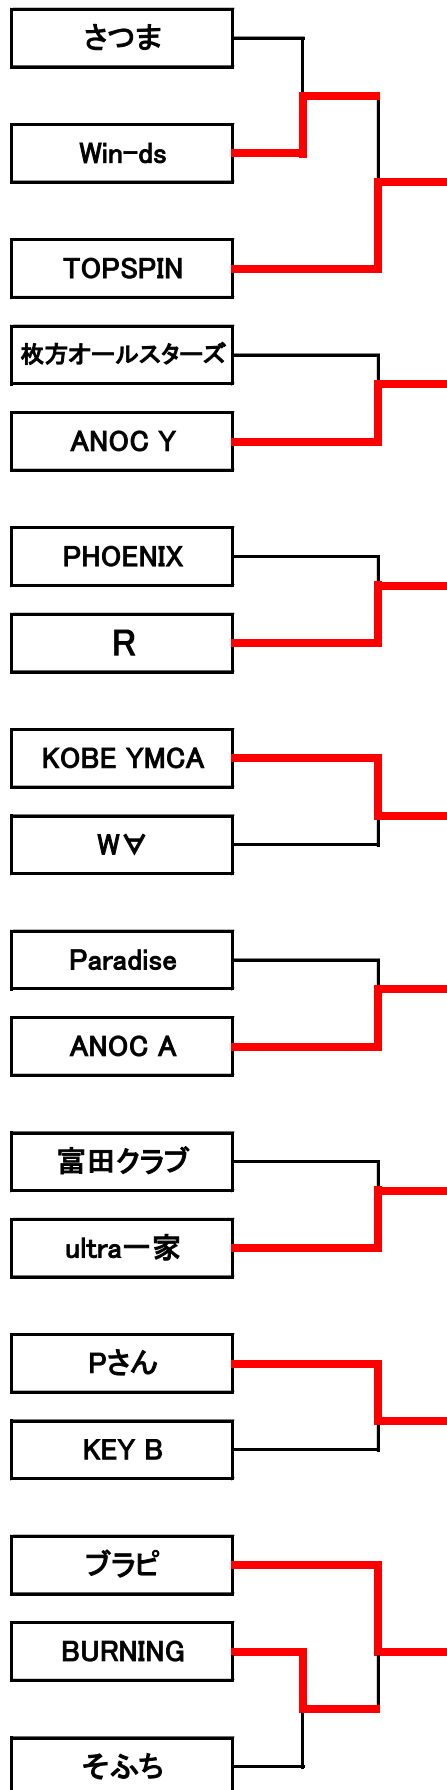 さつま
Win-ds
TOPSPIN
枚方オールスターズ
ANOC Y
PHOENIX
R
KOBE YMCA
W∀
Paradise
ANOC A
富田クラブ
ultra一家
Pさん
KEY B
ブラピ
BURNING
そふち